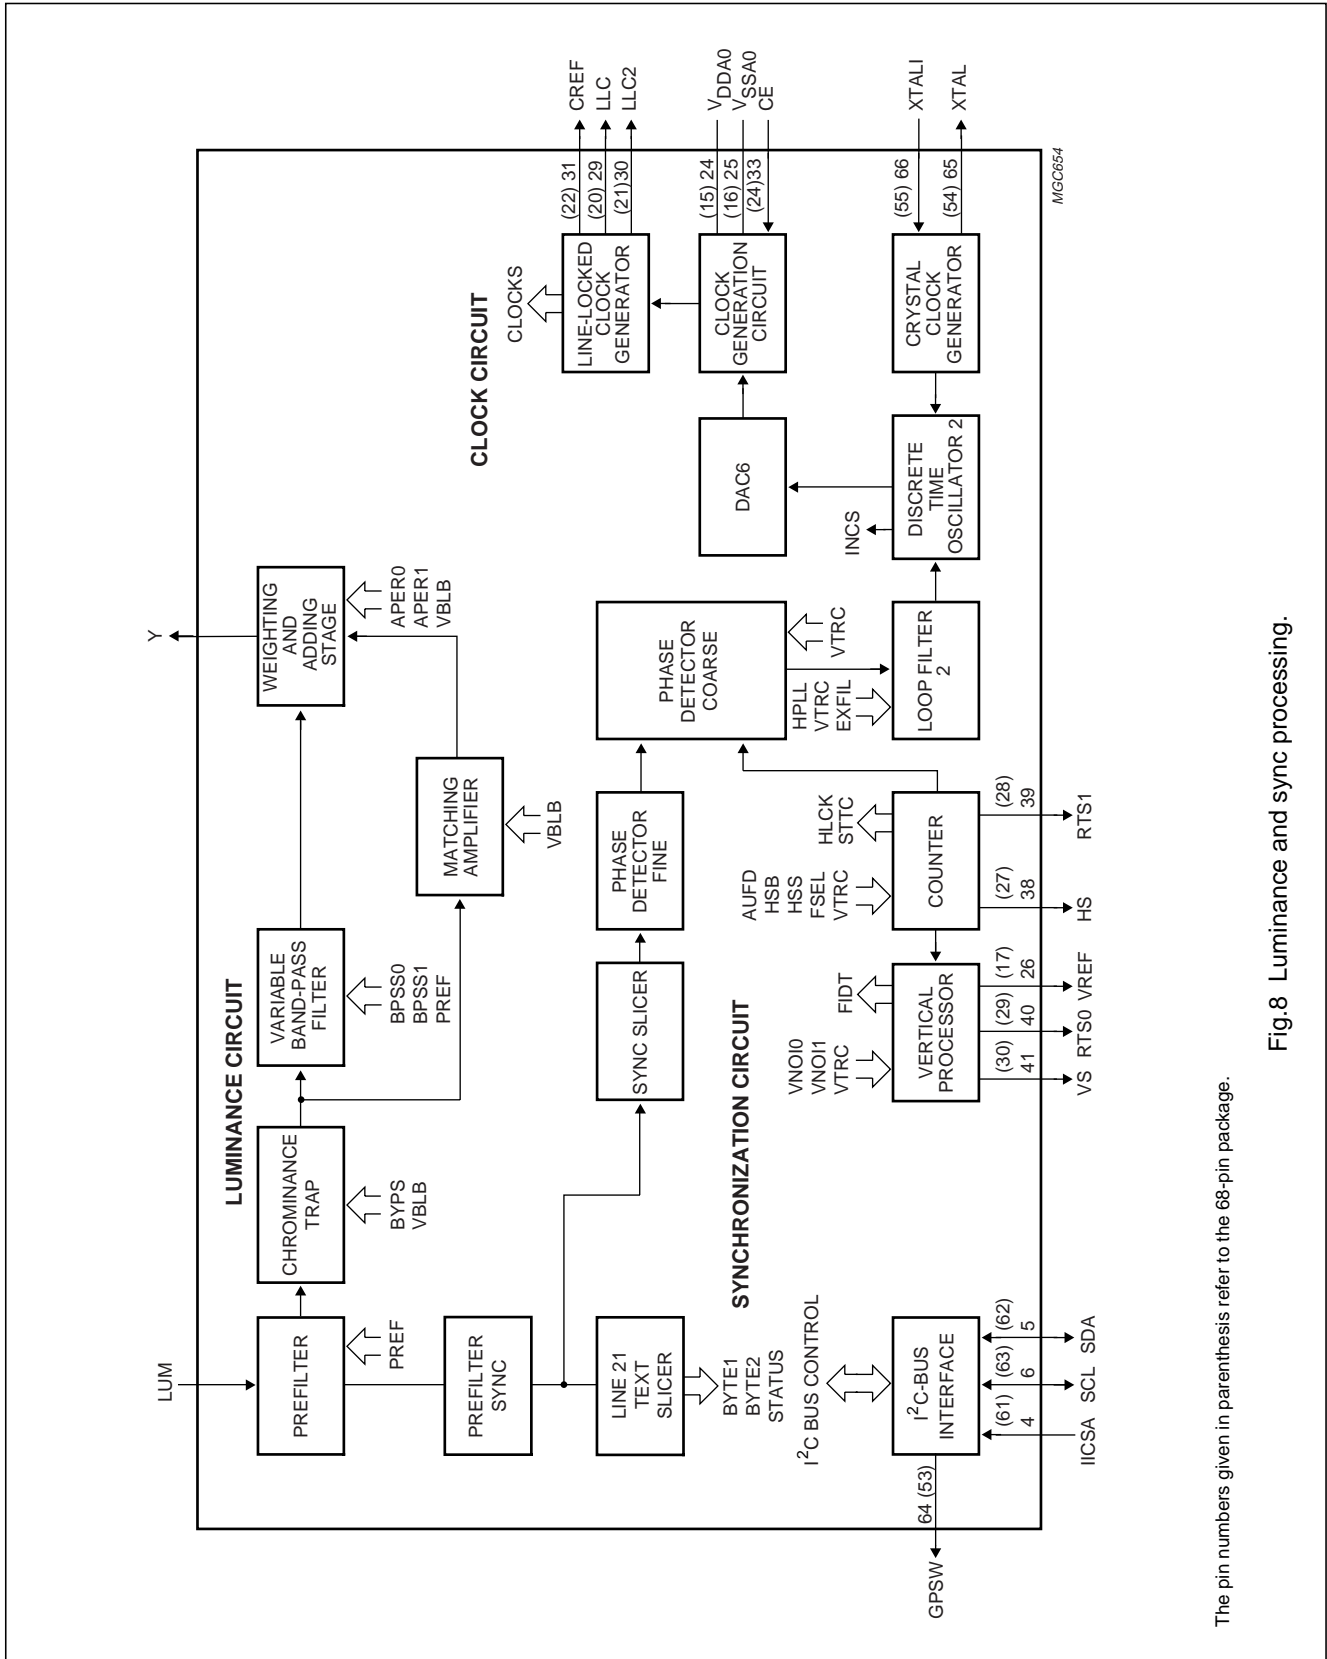 LUM
PREFILTER
PREF
CHROMINANCE
TRAP
BYPS
VBLB
LUMINANCE CIRCUIT
VARIABLE
BAND-PASS
FILTER
BPSS0
BPSS1
PREF
MATCHING
AMPLIFIER
VBLB
WEIGHTING
AND
ADDING
STAGE
APER0
APER1
VBLB
Y
CLOCK CIRCUIT
CLOCKS
LINE-LOCKED
CLOCK
GENERATOR
(22) 31
(20) 29
(21)30
CREF
LLC
LLC2
PREFILTER
SYNC
LINE 21
TEXT
SLICER
BYTE1
BYTE2
STATUS
SYNCHRONIZATION CIRCUIT
SYNC SLICER
PHASE
DETECTOR
FINE
PHASE
DETECTOR
COARSE
VTRC
HPLL
VTRC
EXFIL
DAC6
CLOCK
GENERATION
CIRCUIT
(15) 24
(16) 25
(24)33
VDDA0
VSSA0
CE
I2C BUS CONTROL
I2C-BUS
INTERFACE
64 (53)
GPSW
(61)
4
IICSA
(63)
6
SCL
(62)
5
SDA
VNOI0
VNOI1
VTRC
FIDT
VERTICAL
PROCESSOR
(30)
41
VS
(29)
40
RTS0
(17)
26
VREF
AUFD
HSB
HSS
FSEL
VTRC
HLCK
STTC
COUNTER
(27)
38
HS
(28)
39
RTS1
LOOP FILTER
2
INCS
DISCRETE
TIME
OSCILLATOR 2
CRYSTAL
CLOCK
GENERATOR
(55) 66
(54) 65
XTALI
XTAL
MGC654
The pin numbers given in parenthesis refer to the 68-pin package.
Fig.8 Luminance and sync processing.